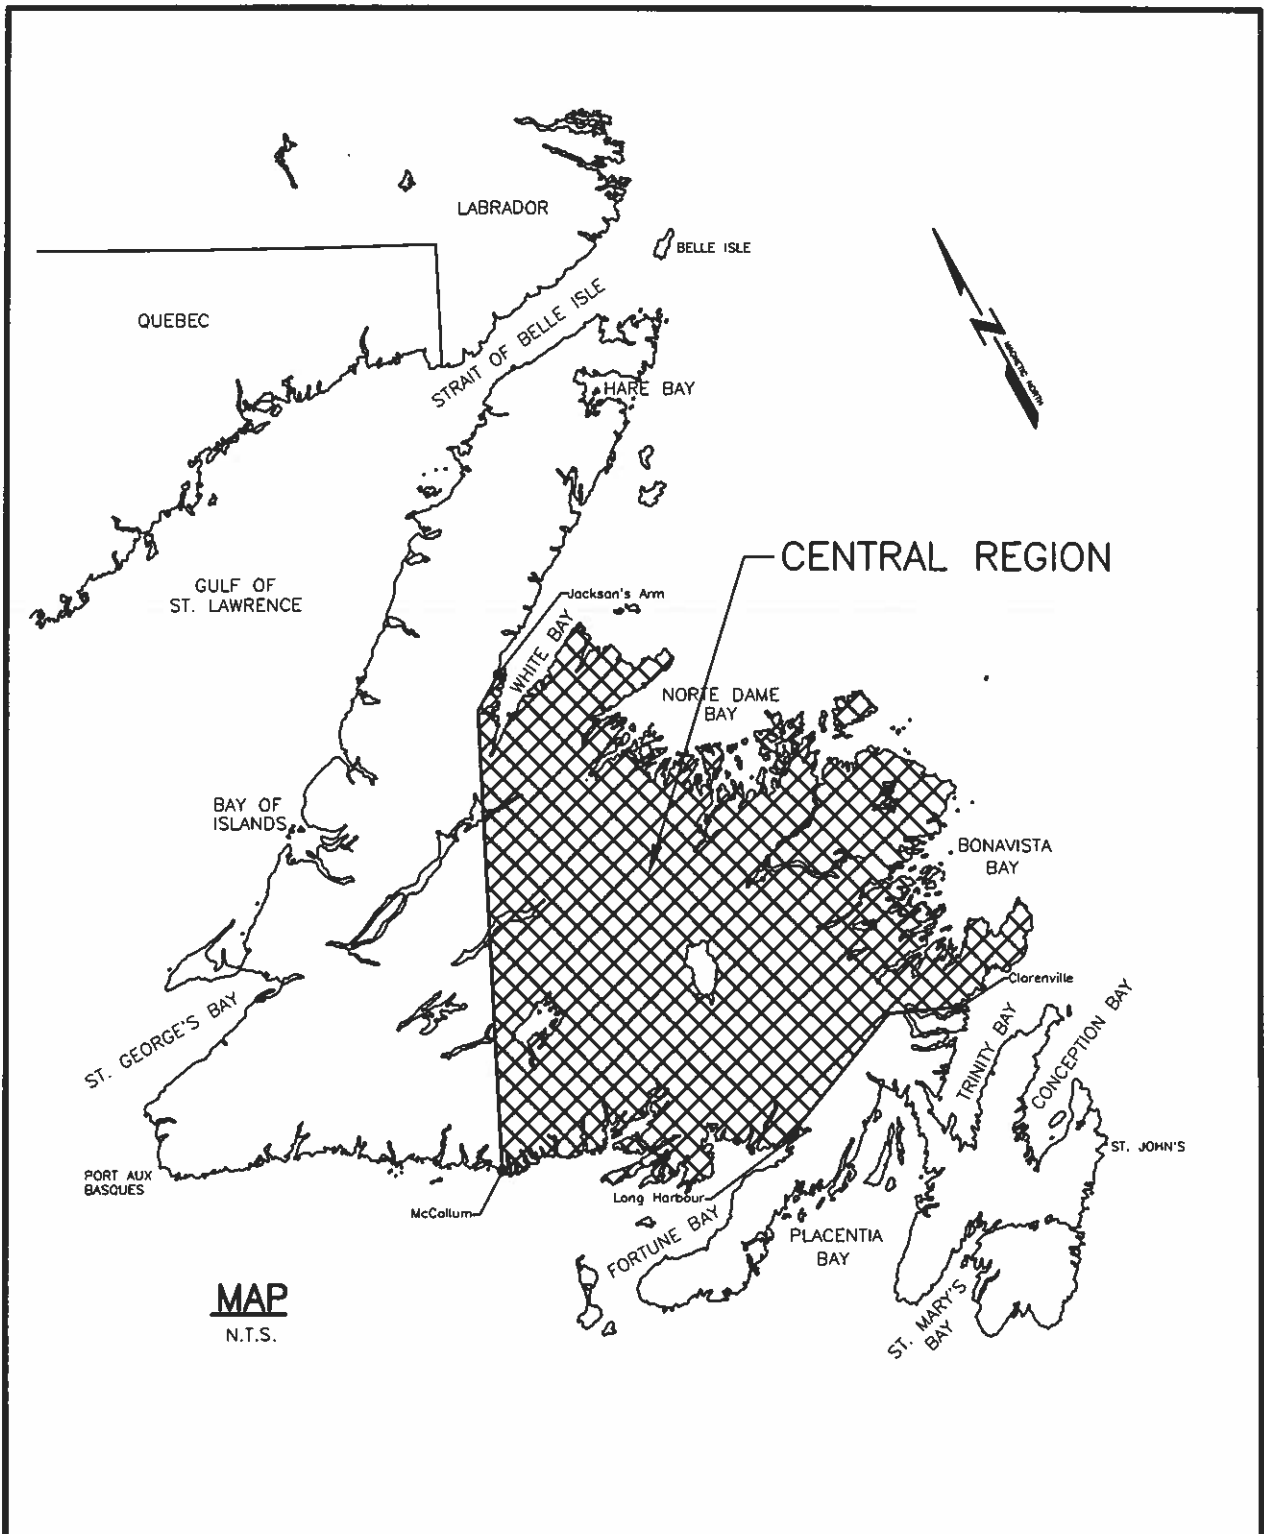 LABRADOR
BELLE ISLE
QUEBEC
STRAIT OF BELLE ISLE
MAGNETIC NORTH
HARE BAY
CENTRAL REGION
GULF OF
ST. LAWRENCE
Jackson's Arm
WHITE BAY
NORTE DAME
BAY
BAY OF
ISLANDS
BONAVISTA
BAY
Clarenville
ST. GEORGE'S BAY
TRINITY BAY
CONCEPTION BAY
ST. JOHN'S
PORT AUX
BASQUES
McCallum
Long Harbour
FORTUNE BAY
PLACENTIA
BAY
ST. MARY'S
BAY
MAP
N.T.S.